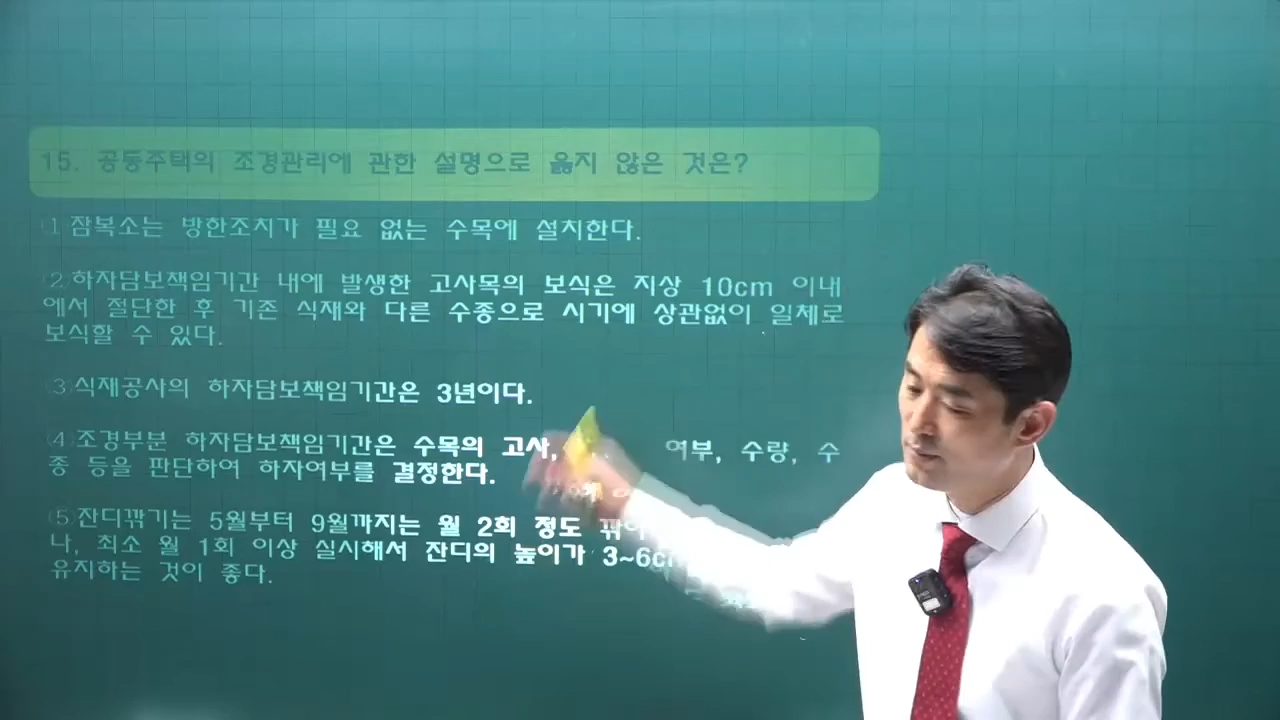 15. 공동주택의 조경관리에 관한 설명으로 옳지 않은 것은?
① 잠복소는 방한조치가 필요 없는 수목에 설치한다.
② 하자담보책임기간 내에 발생한 고사목의 보식은 지상 10cm 이내
에서 절단한 후 기존 식재와 다른 수종으로 시기에 상관없이 일체로
보식할 수 있다.
③ 식재공사의 하자담보책임기간은 3년이다.
④ 조경부분 하자담보책임기간은 수목의 고사, 여부, 수량, 수
종 등을 판단하여 하자여부를 결정한다.
⑤ 잔디깎기는 5월부터 9월까지는 월 2회 정도
나, 최소 월 1회 이상 실시해서 잔디의 높이가
유지하는 것이 좋다.